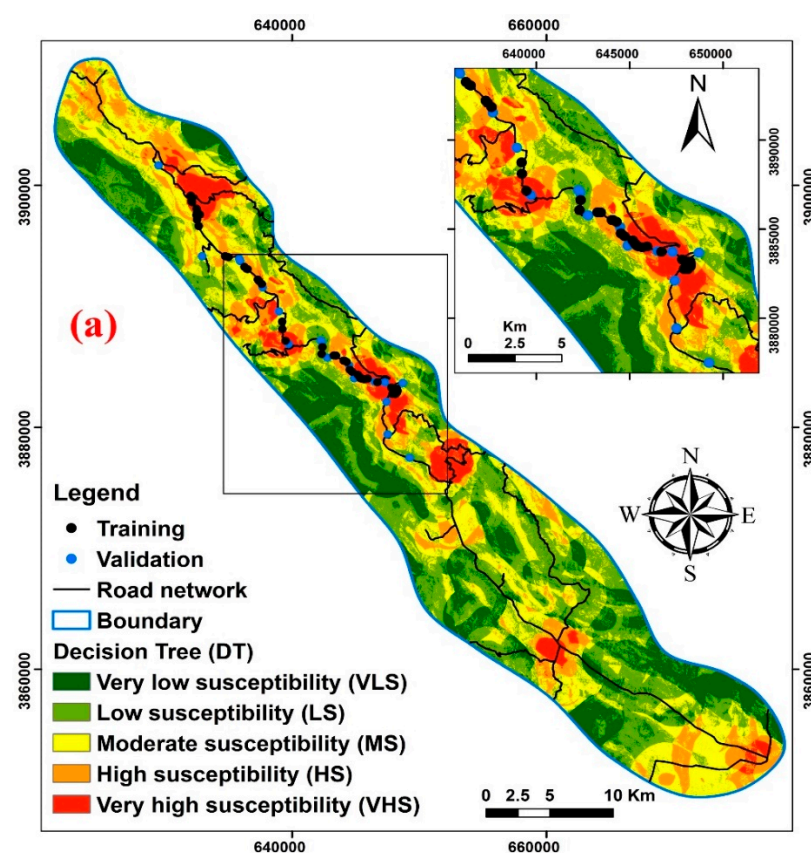 640000
660000
640000
645000
650000
N
3890000
3885000
3880000
Km
0 2.5 5
3900000
3900000
(a)
3880000
3880000
N
W E
S
3860000
3860000
Legend
Training
Validation
Road network
Boundary
Decision Tree (DT)
Very low susceptibility (VLS)
Low susceptibility (LS)
Moderate susceptibility (MS)
High susceptibility (HS)
Very high susceptibility (VHS)
0 2.5 5 10 Km
640000
660000